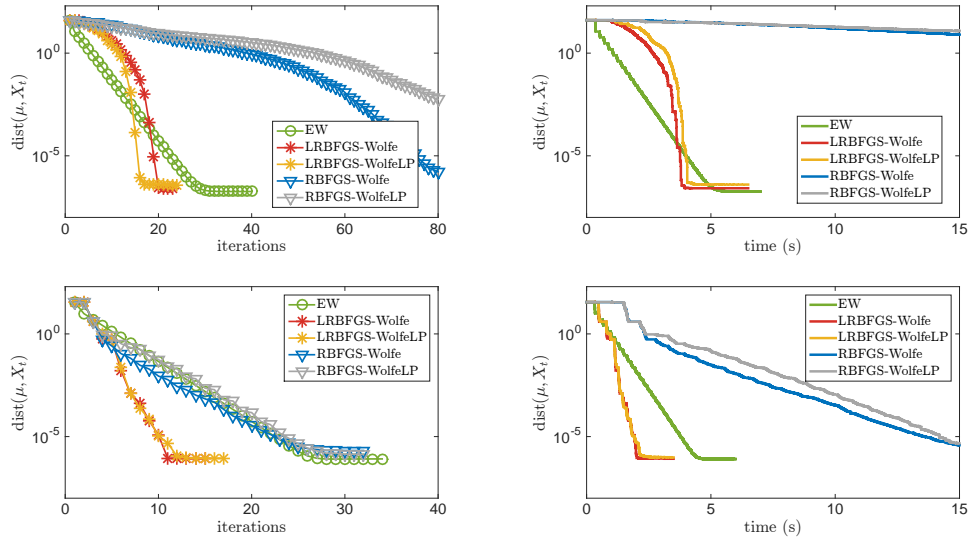 dist(μ, X_t)
10^0
10^-5
0
20
40
60
80
iterations
EW
LRBFGS-Wolfe
LRBFGS-WolfeLP
RBFGS-Wolfe
RBFGS-WolfeLP
dist(μ, X_t)
10^0
10^-5
0
5
10
15
time (s)
EW
LRBFGS-Wolfe
LRBFGS-WolfeLP
RBFGS-Wolfe
RBFGS-WolfeLP
dist(μ, X_t)
10^0
10^-5
0
10
20
30
40
iterations
EW
LRBFGS-Wolfe
LRBFGS-WolfeLP
RBFGS-Wolfe
RBFGS-WolfeLP
dist(μ, X_t)
10^0
10^-5
0
5
10
15
time (s)
EW
LRBFGS-Wolfe
LRBFGS-WolfeLP
RBFGS-Wolfe
RBFGS-WolfeLP